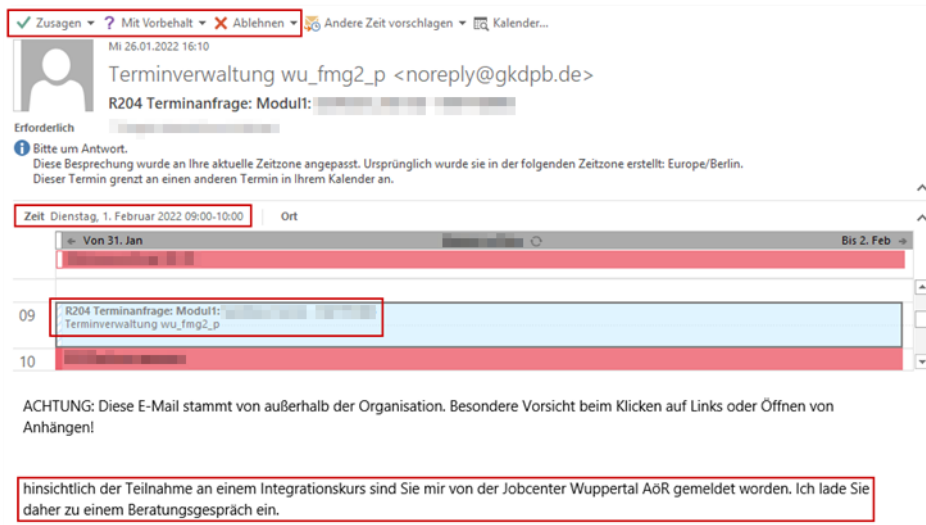 Zusagen ? Mit Vorbehalt Ablehnen Andere Zeit vorschlagen Kalender...
Mi 26.01.2022 16:10
Terminverwaltung wu_fmg2_p <noreply@gkdpb.de>
R204 Terminanfrage: Modul1:
Erforderlich
Bitte um Antwort.
Diese Besprechung wurde an Ihre aktuelle Zeitzone angepasst. Ursprünglich wurde sie in der folgenden Zeitzone erstellt: Europe/Berlin.
Dieser Termin grenzt an einen anderen Termin in Ihrem Kalender an.
Zeit Dienstag, 1. Februar 2022 09:00-10:00 Ort
Von 31. Jan Bis 2. Feb
09 R204 Terminanfrage: Modul1:
Terminverwaltung wu_fmg2_p
10
ACHTUNG: Diese E-Mail stammt von außerhalb der Organisation. Besondere Vorsicht beim Klicken auf Links oder Öffnen von
Anhängen!
hinsichtlich der Teilnahme an einem Integrationskurs sind Sie mir von der Jobcenter Wuppertal AöR gemeldet worden. Ich lade Sie
daher zu einem Beratungsgespräch ein.